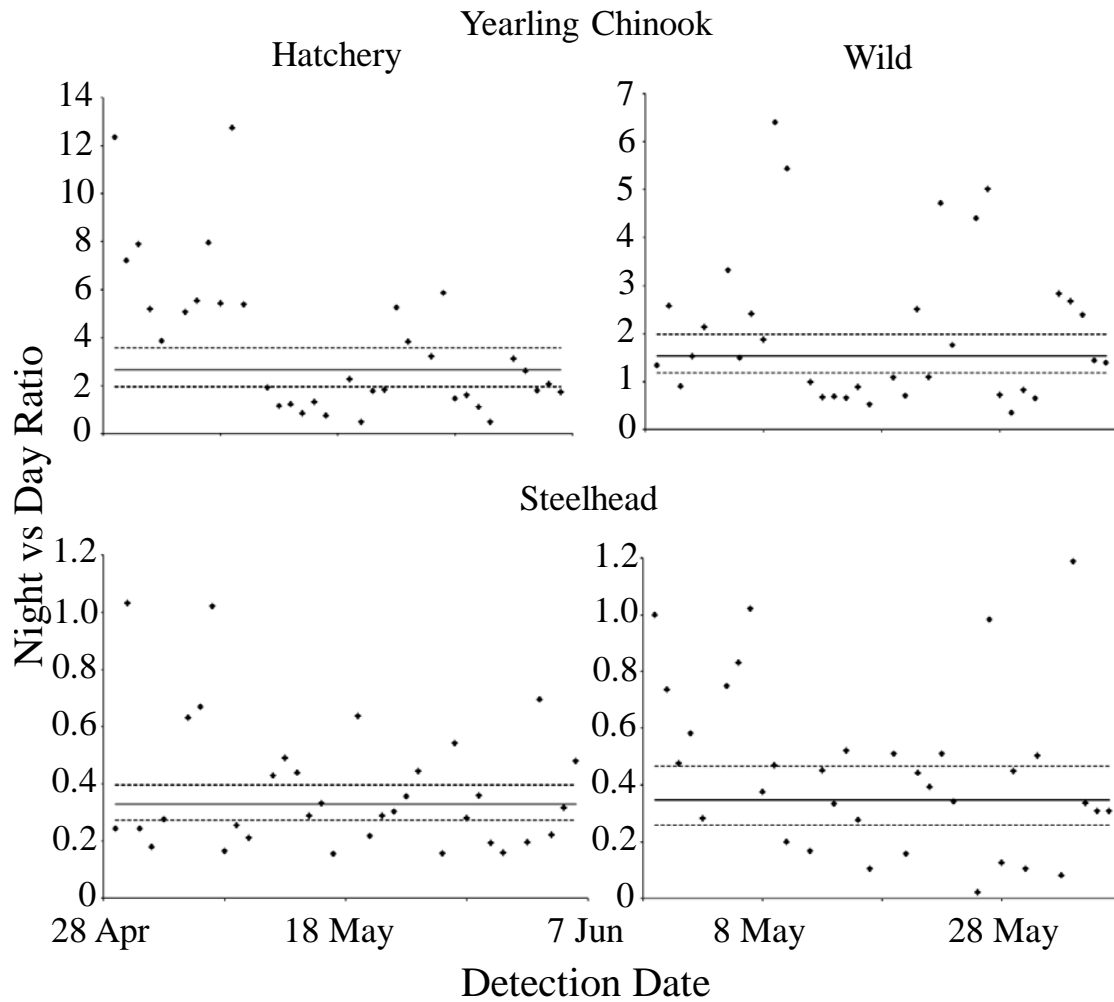 Yearling Chinook
Hatchery
Wild
14
12
10
8
6
4
2
0
7
6
5
4
3
2
1
0
Night vs Day Ratio
Steelhead
1.2
1.0
0.8
0.6
0.4
0.2
0
1.2
1.0
0.8
0.6
0.4
0.2
0
28 Apr
18 May
7 Jun
8 May
28 May
Detection Date